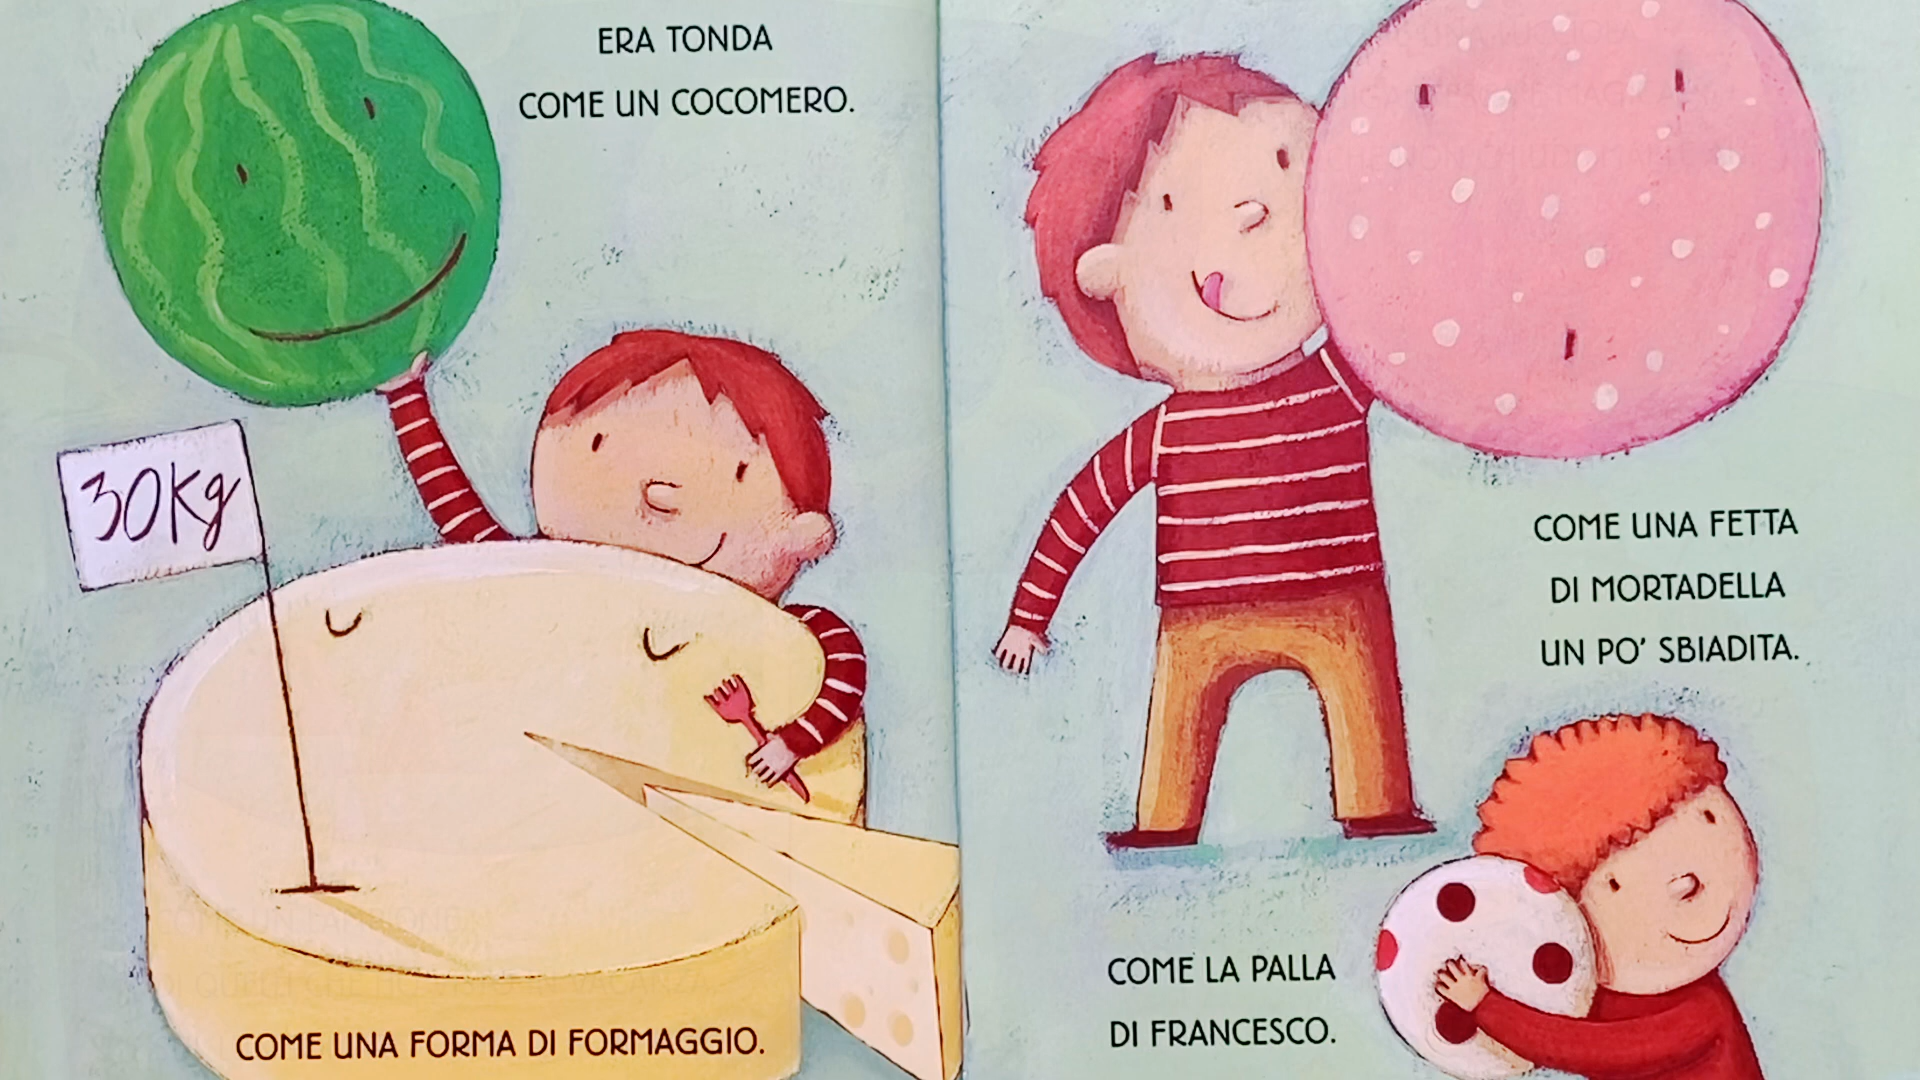 ERA TONDA
COME UN COCOMERO.
30Kg
COME UNA FORMA DI FORMAGGIO.
COME UNA FETTA
DI MORTADELLA
UN PO' SBIADITA.
COME LA PALLA
DI FRANCESCO.